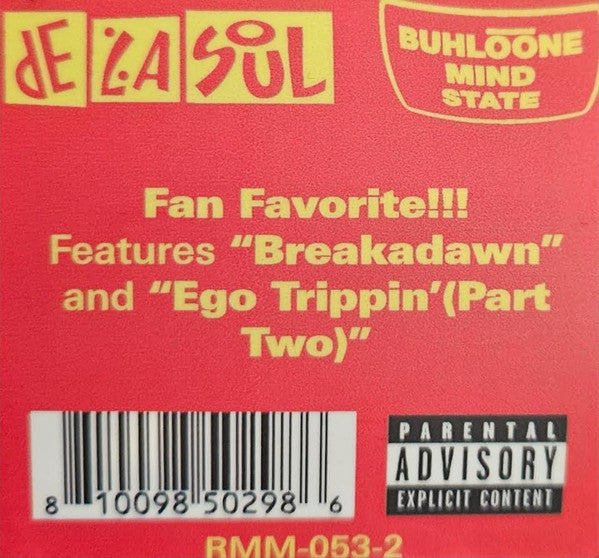 DE LA SOUL
BUHLŌŌNE
MIND
STATE
Fan Favorite!!!
Features “Breakadawn”
and “Ego Trippin’(Part
Two)”
8 10098 50298 6
PARENTAL
ADVISORY
EXPLICIT CONTENT
RMM-053-2